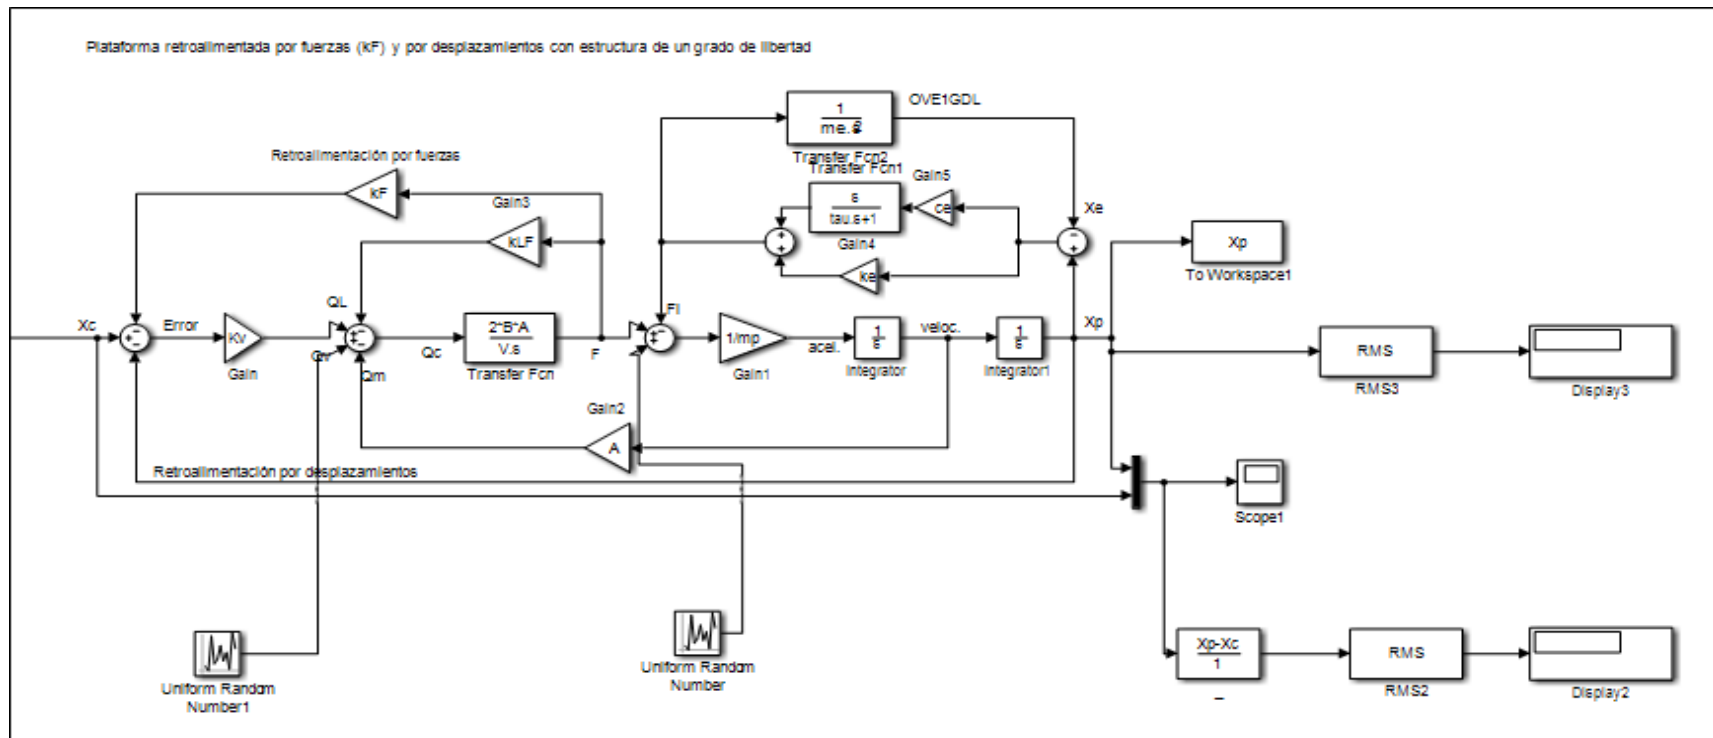 Plataforma retroalimentada por fuerzas (kF) y por desplazamientos con estructura de un grado de libertad
1
me.s2
OVE1GDL
Transfer Fcn2
Retroalimentación por fuerzas
Transfer Fcn1
kF
Gain3
s
tau.s+1
Gain5
ce
Xe
kLF
Gain4
ke
Xp
To Workspace1
QL
FI
Xc
Error
Kv
Gain
Qv
Qm
Qc
2*B*A
V.s
Transfer Fcn
F
1/mp
Gain1
acel.
1
s
Integrator
veloc.
1
s
Integrator1
Xp
RMS
RMS3
Display3
Gain2
A
Retroalimentación por desplazamientos
Scope1
Uniform Random
Number1
Uniform Random
Number
Xp-Xc
1
RMS
RMS2
Display2